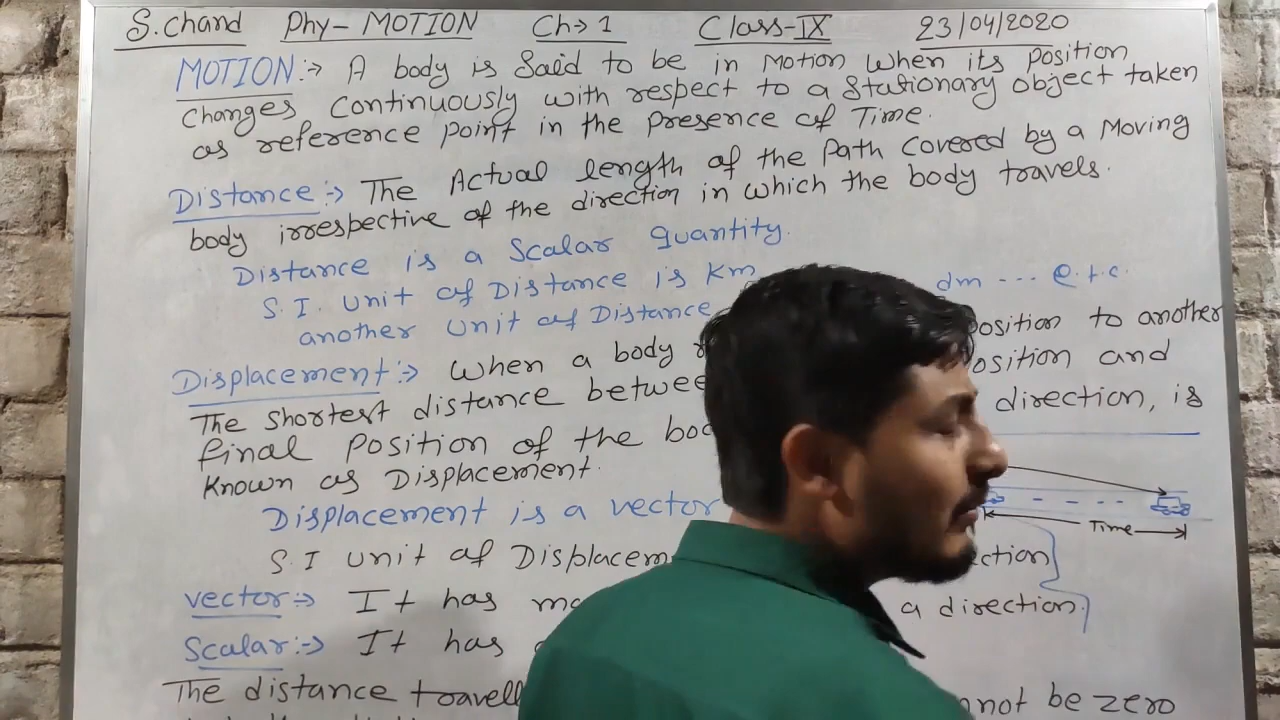 S.Chand Phy- MOTION Ch→1 Class-IX 23/04/2020
MOTION:→ A body is Said to be in Motion when its Position
changes continuously with respect to a Stationary object taken
as reference Point in the Presence of Time.
Distance:→ The Actual length of the Path Covered by a Moving
body irrespective of the direction in which the body travels.
Distance is a Scalar quantity.
S.I. unit of Distance is Km
another unit of Distance dm --- e.t.c.
Displacement:→ when a body position to another
The shortest distance between position and
final Position of the direction, is
known as Displacement.
Displacement is a vector
Time
S.I unit of Displacem
vector:→ It has a direction.
Scalar:→ It has
The distance not be zero